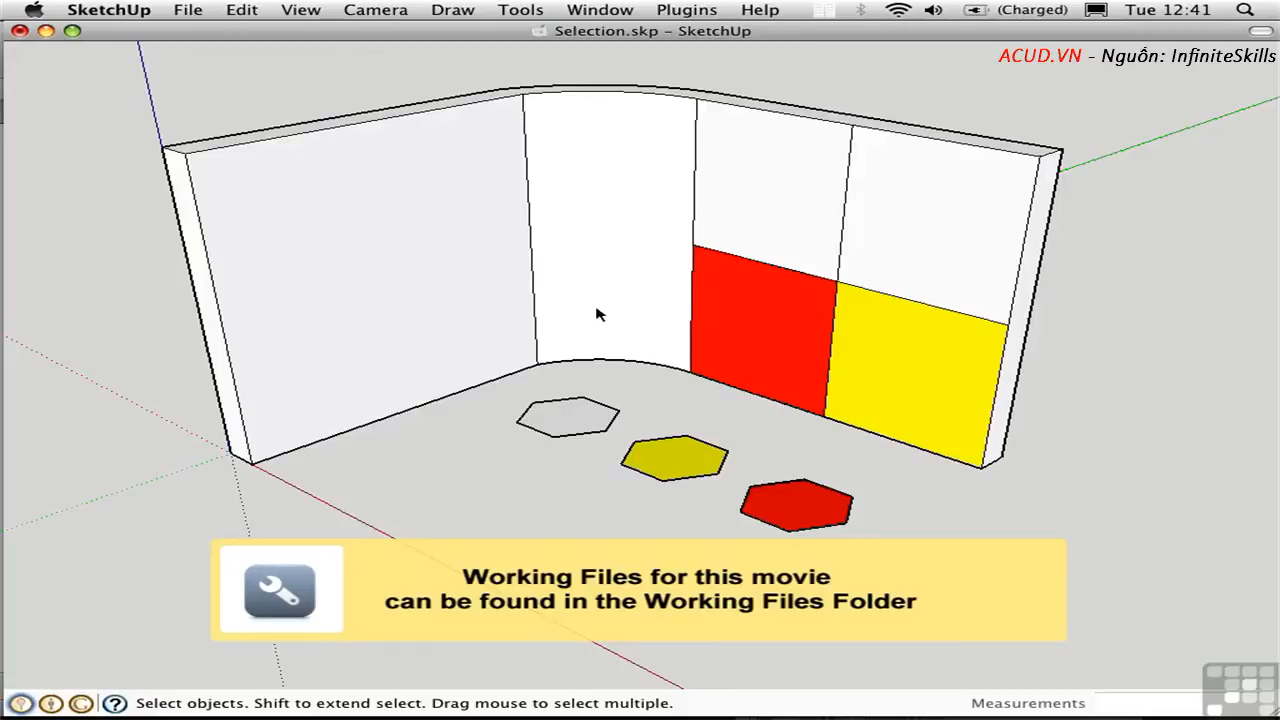 SketchUp File Edit View Camera Draw Tools Window Plugins Help (Charged) Tue 12:41
Selection.skp – SketchUp
ACUD.VN - Nguồn: InfiniteSkills
Working Files for this movie
can be found in the Working Files Folder
Select objects. Shift to extend select. Drag mouse to select multiple. Measurements